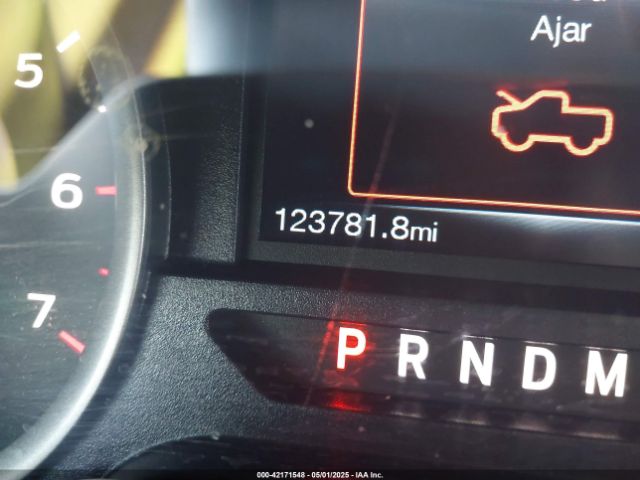 Ajar
5
6
7
123781.8mi
P R N D M
000-42171548 - 05/01/2025 - IAA Inc.